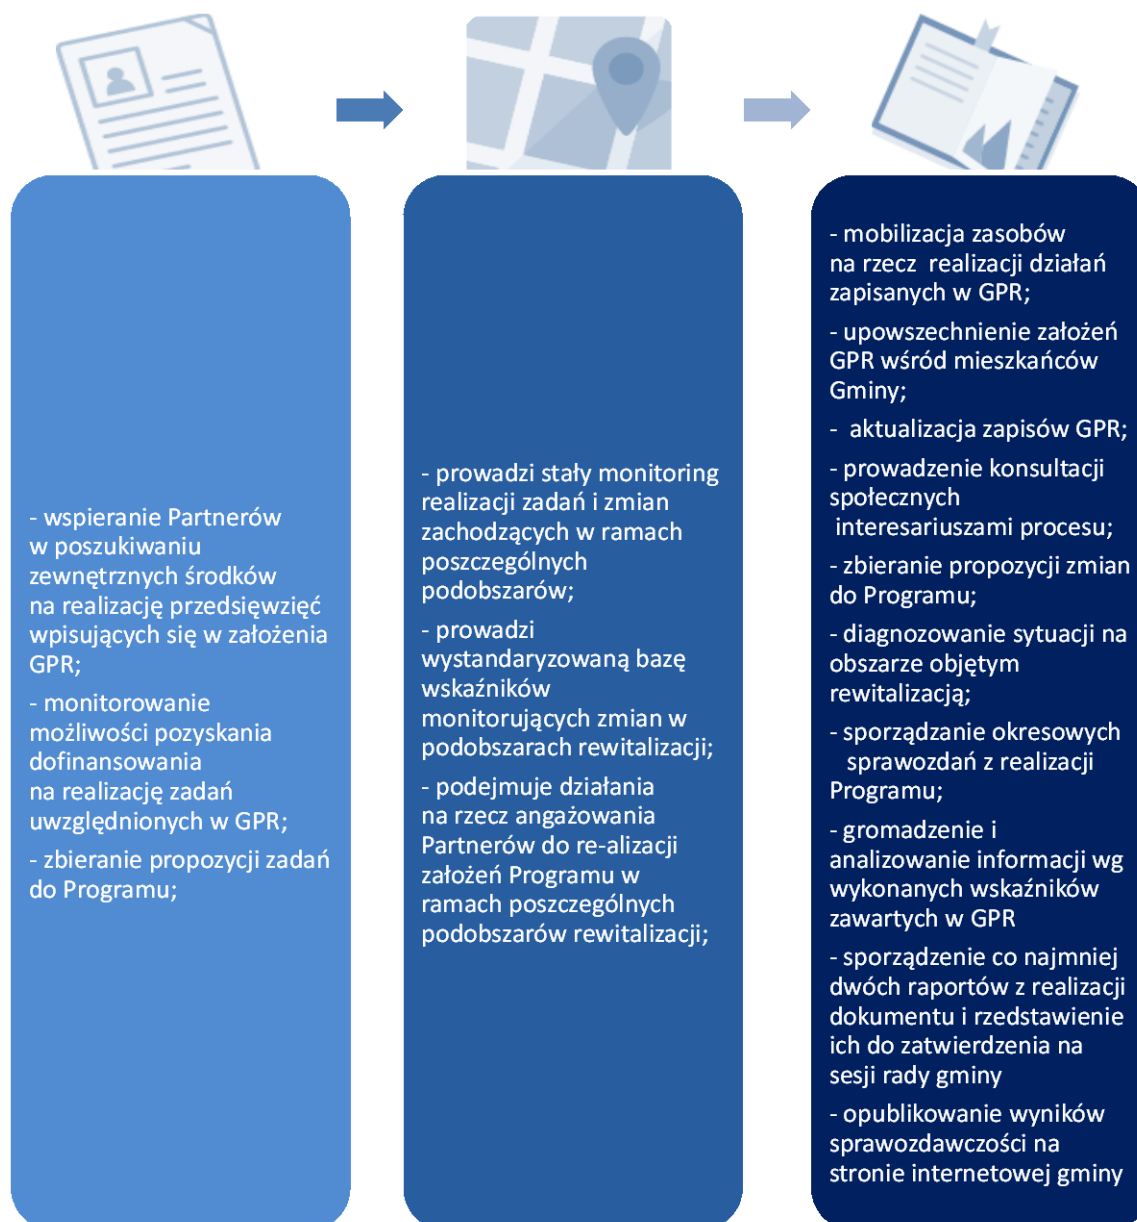 - wspieranie Partnerów
w poszukiwaniu
zewnętrznych środków
na realizację przedsięwzięć
wpisujących się w założenia
GPR;
- monitorowanie
możliwości pozyskania
dofinansowania
na realizację zadań
uwzględnionych w GPR;
- zbieranie propozycji zadań
do Programu;
- prowadzi stały monitoring
realizacji zadań i zmian
zachodzących w ramach
poszczególnych
podobszarów;
- prowadzi
wystandaryzowaną bazę
wskaźników
monitorujących zmian w
podobszarach rewitalizacji;
- podejmuje działania
na rzecz angażowania
Partnerów do re-alizacji
założeń Programu w
ramach poszczególnych
podobszarów rewitalizacji;
- mobilizacja zasobów
na rzecz  realizacji działań
zapisanych w GPR;
- upowszechnienie założeń
GPR wśród mieszkańców
Gminy;
-  aktualizacja zapisów GPR;
- prowadzenie konsultacji
społecznych
interesariuszami procesu;
- zbieranie propozycji zmian
do Programu;
- diagnozowanie sytuacji na
obszarze objętym
rewitalizacją;
- sporządzanie okresowych
sprawozdań z realizacji
Programu;
- gromadzenie i
analizowanie informacji wg
wykonanych wskaźników
zawartych w GPR
- sporządzenie co najmniej
dwóch raportów z realizacji
dokumentu i rzedstawienie
ich do zatwierdzenia na
sesji rady gminy
- opublikowanie wyników
sprawozdawczości na
stronie internetowej gminy